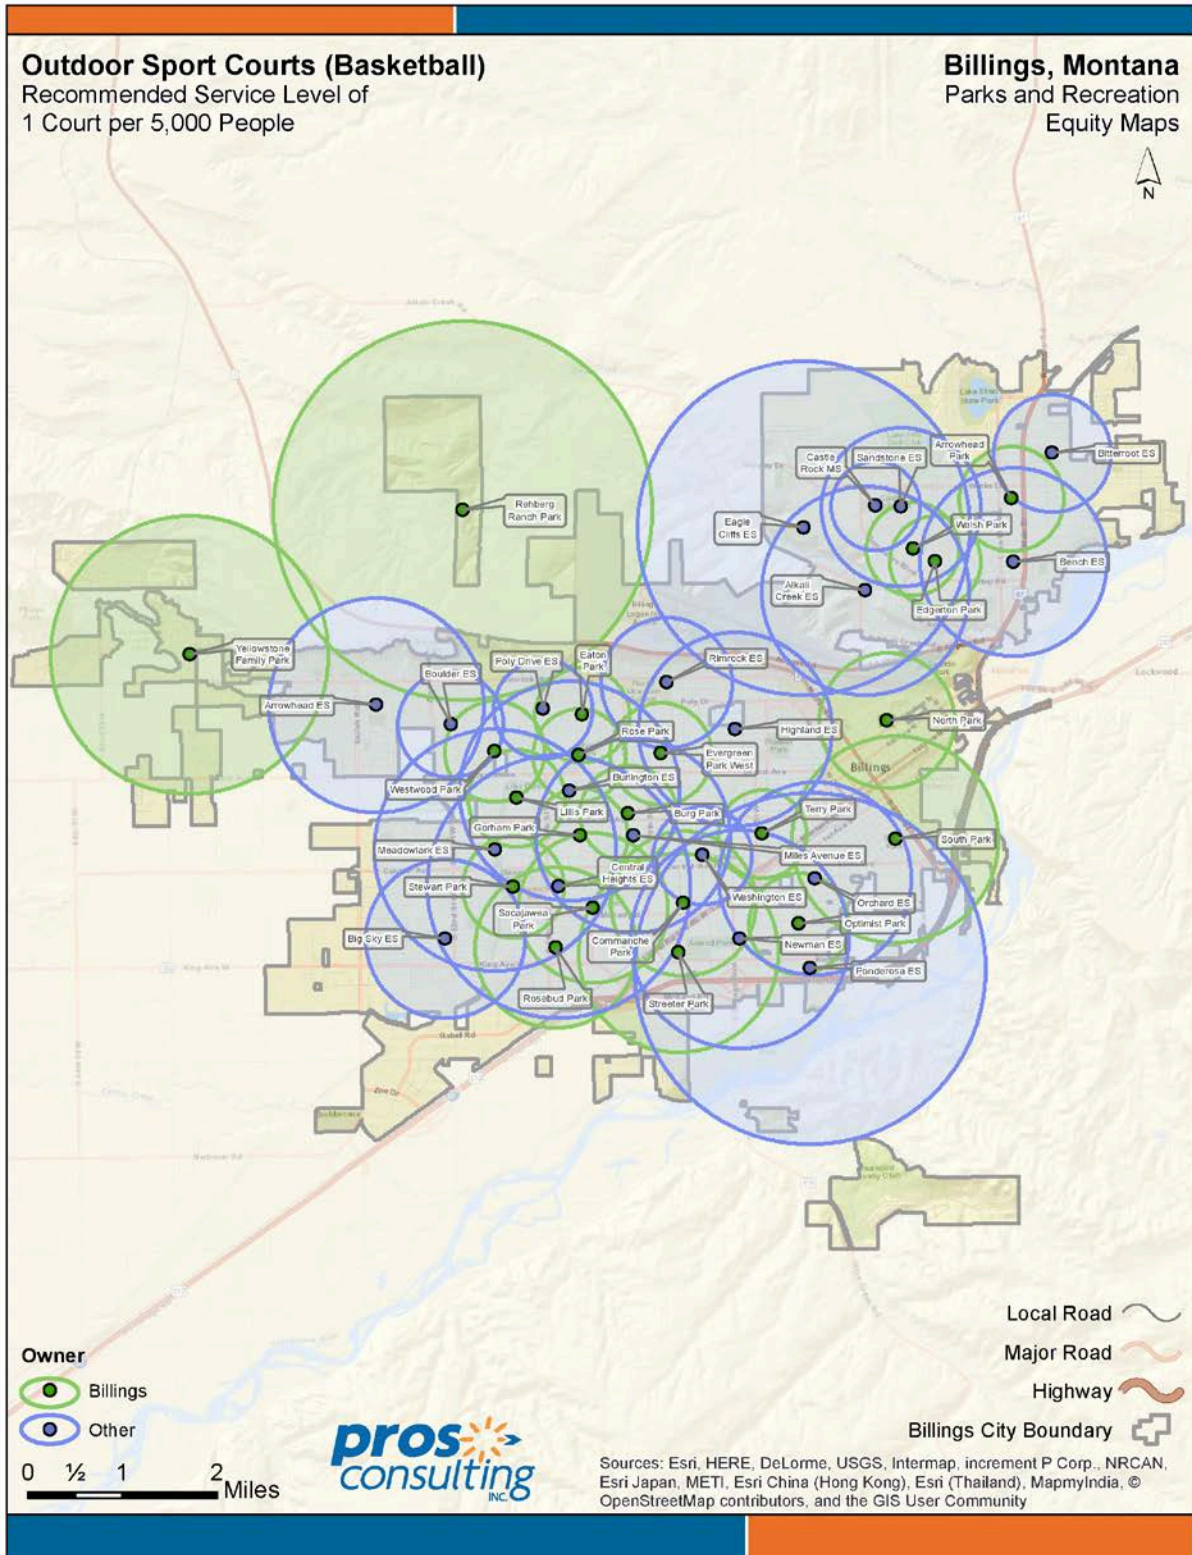 Outdoor Sport Courts (Basketball)
Recommended Service Level of
1 Court per 5,000 People
Billings, Montana
Parks and Recreation
Equity Maps
N
Castle
Rock MS
Sandstone ES
Arrowhead
Park
Bitterroot ES
Rehberg
Ranch Park
Eagle
Cliffs ES
Walsh Park
Bench ES
Alkali
Creek ES
Edgerton Park
Yellowstone
Family Park
Poly Drive ES
Eaton
Park
Rimrock ES
Boulder ES
Lockwood
Arrowhead ES
Rose Park
Highland ES
North Park
Evergreen
Park West
Billings
Westwood Park
Burlington ES
Lillis Park
Burg Park
Terry Park
Gorham Park
South Park
Meadowlark ES
Miles Avenue ES
Central
Heights ES
Stewart Park
Washington ES
Orchard ES
Sacajawea
Park
Optimist Park
Big Sky ES
Commanche
Park
Newman ES
Ponderosa ES
Rosebud Park
Streeter Park
Local Road
Major Road
Highway
Billings City Boundary
Owner
Billings
Other
0 ½ 1 2 Miles
pros
consulting
INC.
Sources: Esri, HERE, DeLorme, USGS, Intermap, increment P Corp., NRCAN,
Esri Japan, METI, Esri China (Hong Kong), Esri (Thailand), MapmyIndia, ©
OpenStreetMap contributors, and the GIS User Community